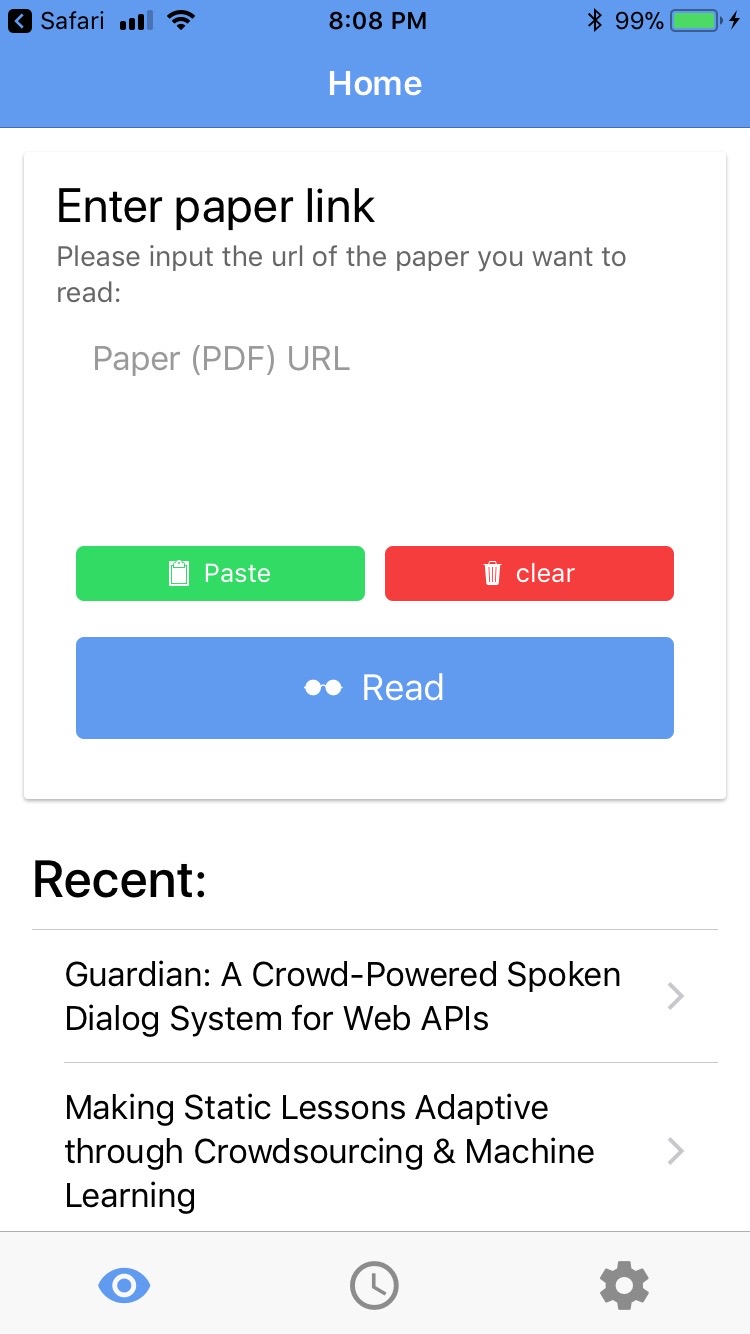 Safari 8:08 PM 99%
Home
Enter paper link
Please input the url of the paper you want to
read:
Paper (PDF) URL
Paste clear
Read
Recent:
Guardian: A Crowd-Powered Spoken
Dialog System for Web APIs
Making Static Lessons Adaptive
through Crowdsourcing & Machine
Learning